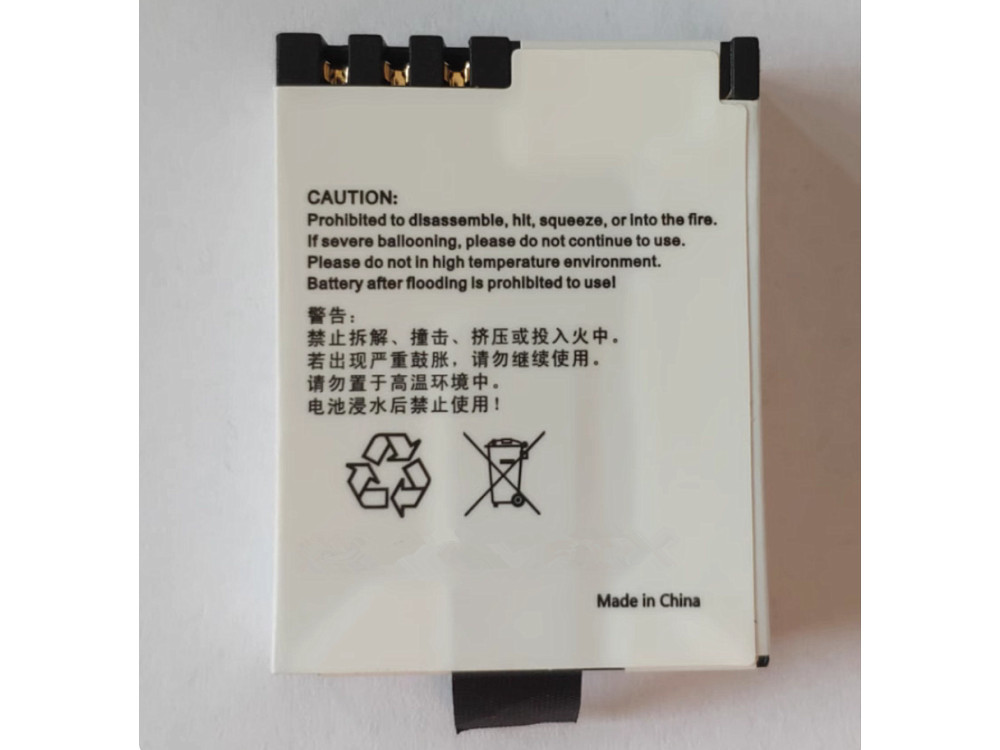 CAUTION:
Prohibited to disassemble, hit, squeeze, or into the fire.
If severe ballooning, please do not continue to use.
Please do not in high temperature environment.
Battery after flooding is prohibited to use!
警告：
禁止拆解、撞击、挤压或投入火中。
若出现严重鼓胀，请勿继续使用。
请勿置于高温环境中。
电池浸水后禁止使用！
Made in China